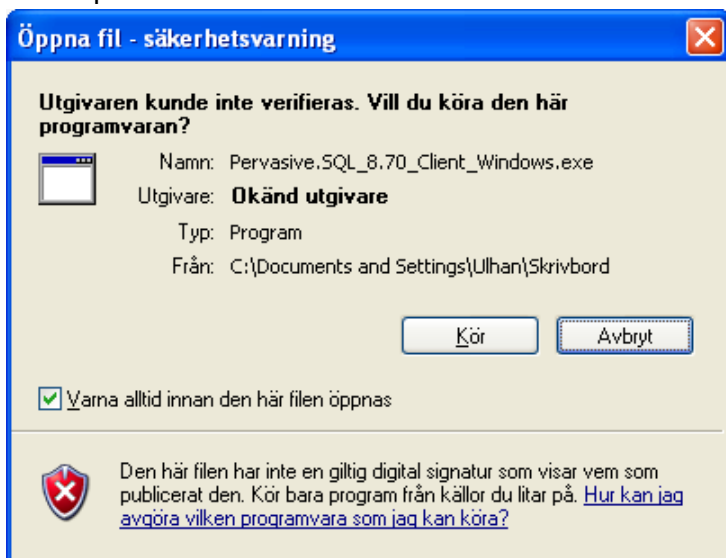 Öppna fil - säkerhetsvarning
Utgivaren kunde inte verifieras. Vill du köra den här
programvaran?
Namn: Pervasive.SQL_8.70_Client_Windows.exe
Utgivare: Okänd utgivare
Typ: Program
Från: C:\Documents and Settings\Ulhan\Skrivbord
Kör Avbryt
Varna alltid innan den här filen öppnas
Den här filen har inte en giltig digital signatur som visar vem som
publicerat den. Kör bara program från källor du litar på. Hur kan jag
avgöra vilken programvara som jag kan köra?